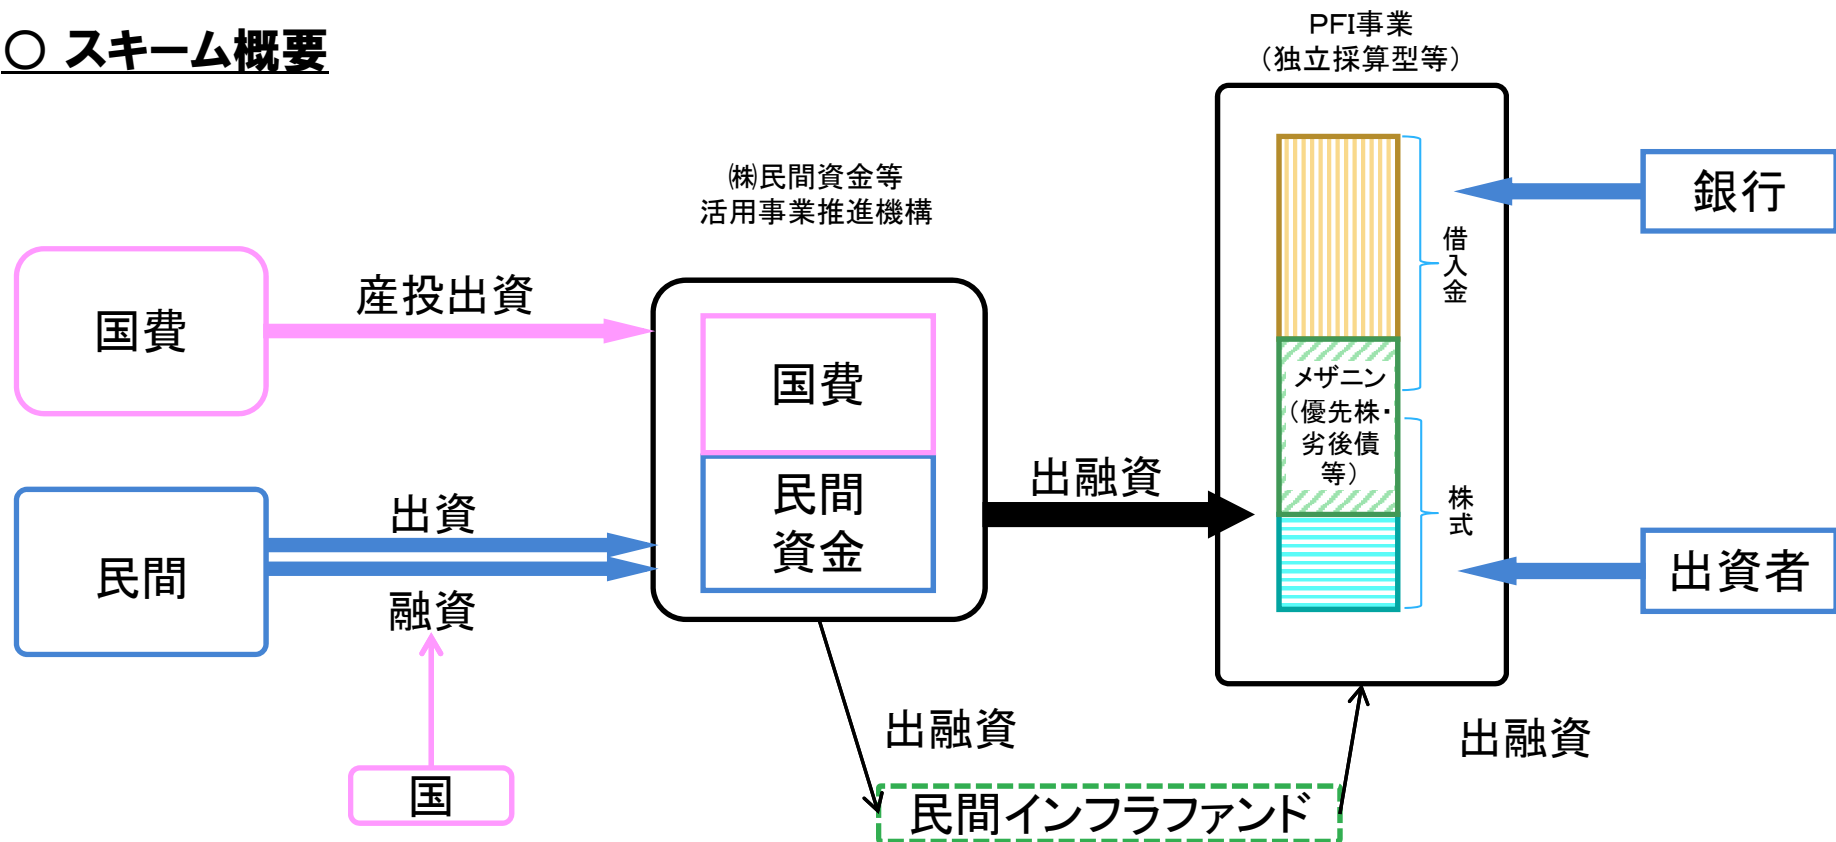 ○ スキーム概要
PFI事業
(独立採算型等)
㈱民間資金等
活用事業推進機構
国費
産投出資
民間
出資
融資
国
国費
民間
資金
出融資
出融資
民間インフラファンド
出融資
メザニン
(優先株・
劣後債
等)
借入金
株式
銀行
出資者